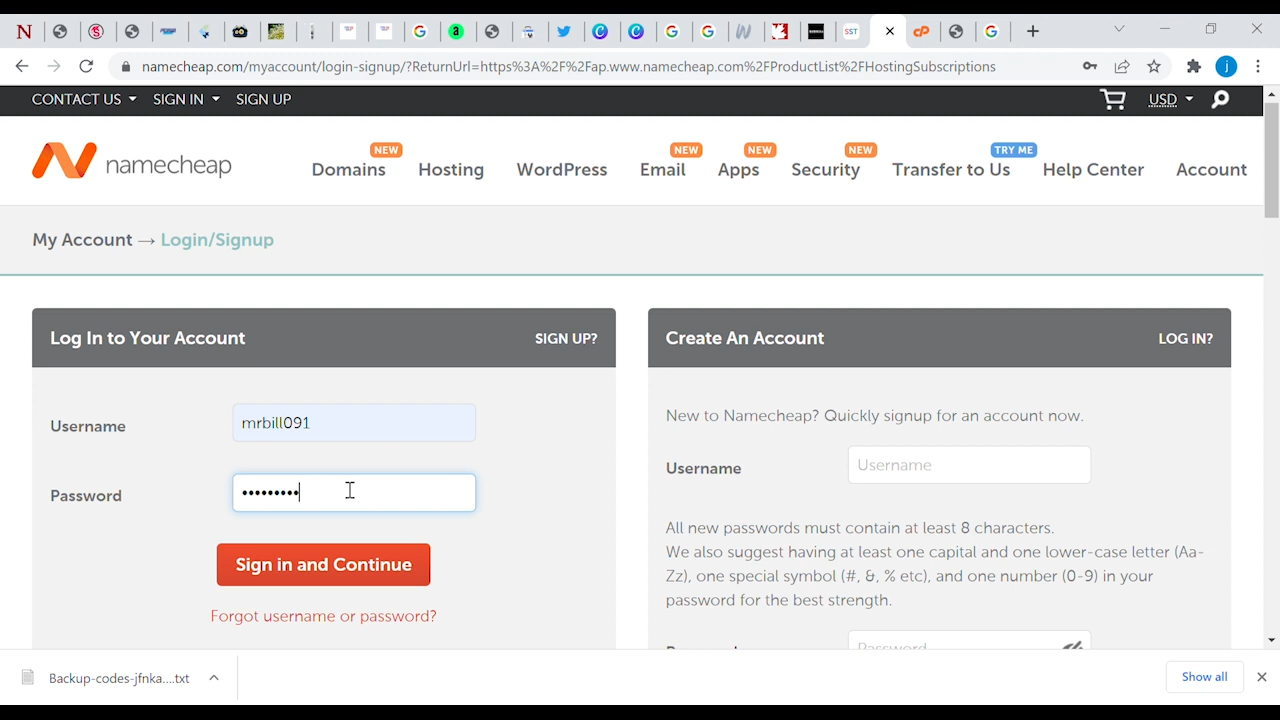 namecheap.com/myaccount/login-signup/?ReturnUrl=https%3A%2F%2Fap.www.namecheap.com%2FProductList%2FHostingSubscriptions
CONTACT US SIGN IN SIGN UP USD
NEW NEW NEW NEW TRY ME
namecheap Domains Hosting WordPress Email Apps Security Transfer to Us Help Center Account
My Account → Login/Signup
Log In to Your Account SIGN UP?
Username mrbill091
Password •••••••••
Sign in and Continue
Forgot username or password?
Create An Account LOG IN?
New to Namecheap? Quickly signup for an account now.
Username Username
All new passwords must contain at least 8 characters.
We also suggest having at least one capital and one lower-case letter (Aa-
Zz), one special symbol (#, &, % etc), and one number (0-9) in your
password for the best strength.
Password
Backup-codes-jfnka....txt Show all